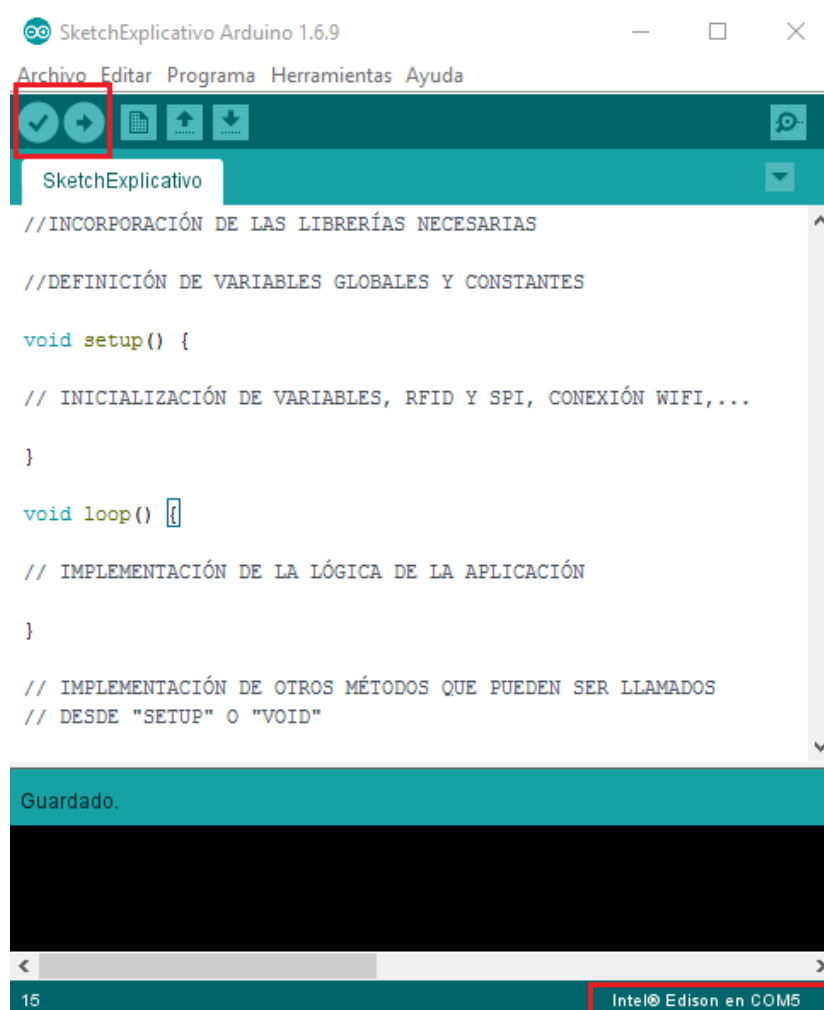 SketchExplicativo Arduino 1.6.9
Archivo Editar Programa Herramientas Ayuda
SketchExplicativo
//INCORPORACIÓN DE LAS LIBRERÍAS NECESARIAS
//DEFINICIÓN DE VARIABLES GLOBALES Y CONSTANTES
void setup() {
// INICIALIZACIÓN DE VARIABLES, RFID Y SPI, CONEXIÓN WIFI,...
}
void loop() {
// IMPLEMENTACIÓN DE LA LÓGICA DE LA APLICACIÓN
}
// IMPLEMENTACIÓN DE OTROS MÉTODOS QUE PUEDEN SER LLAMADOS
// DESDE "SETUP" O "VOID"
Guardado.
15 Intel® Edison en COM5